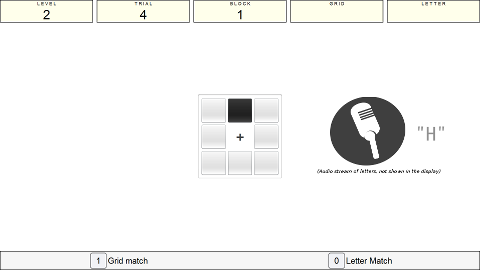 LEVEL TRIAL BLOCK GRID LETTER
2 4 1
+
"H"
(Audio stream of letters, not shown in the display)
1 Grid match 0 Letter Match